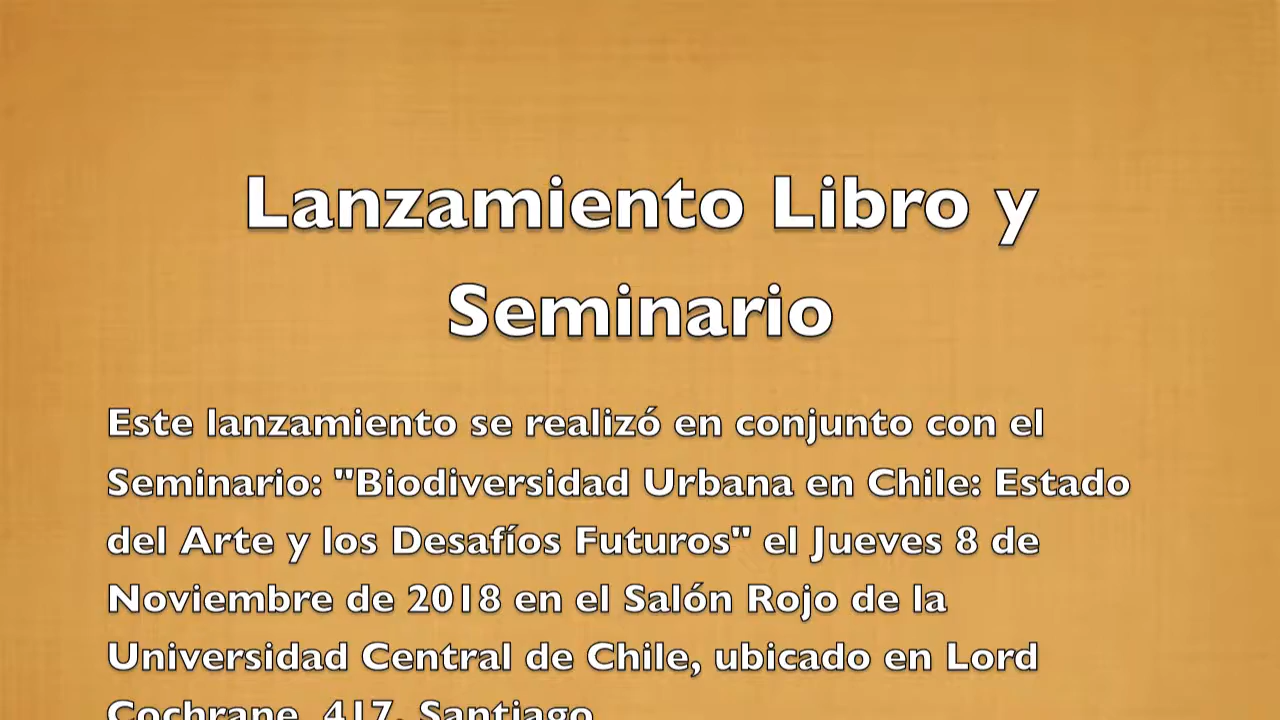 Lanzamiento Libro y
Seminario
Este lanzamiento se realizó en conjunto con el
Seminario: "Biodiversidad Urbana en Chile: Estado
del Arte y los Desafíos Futuros" el Jueves 8 de
Noviembre de 2018 en el Salón Rojo de la
Universidad Central de Chile, ubicado en Lord
Cochrane, 417, Santiago